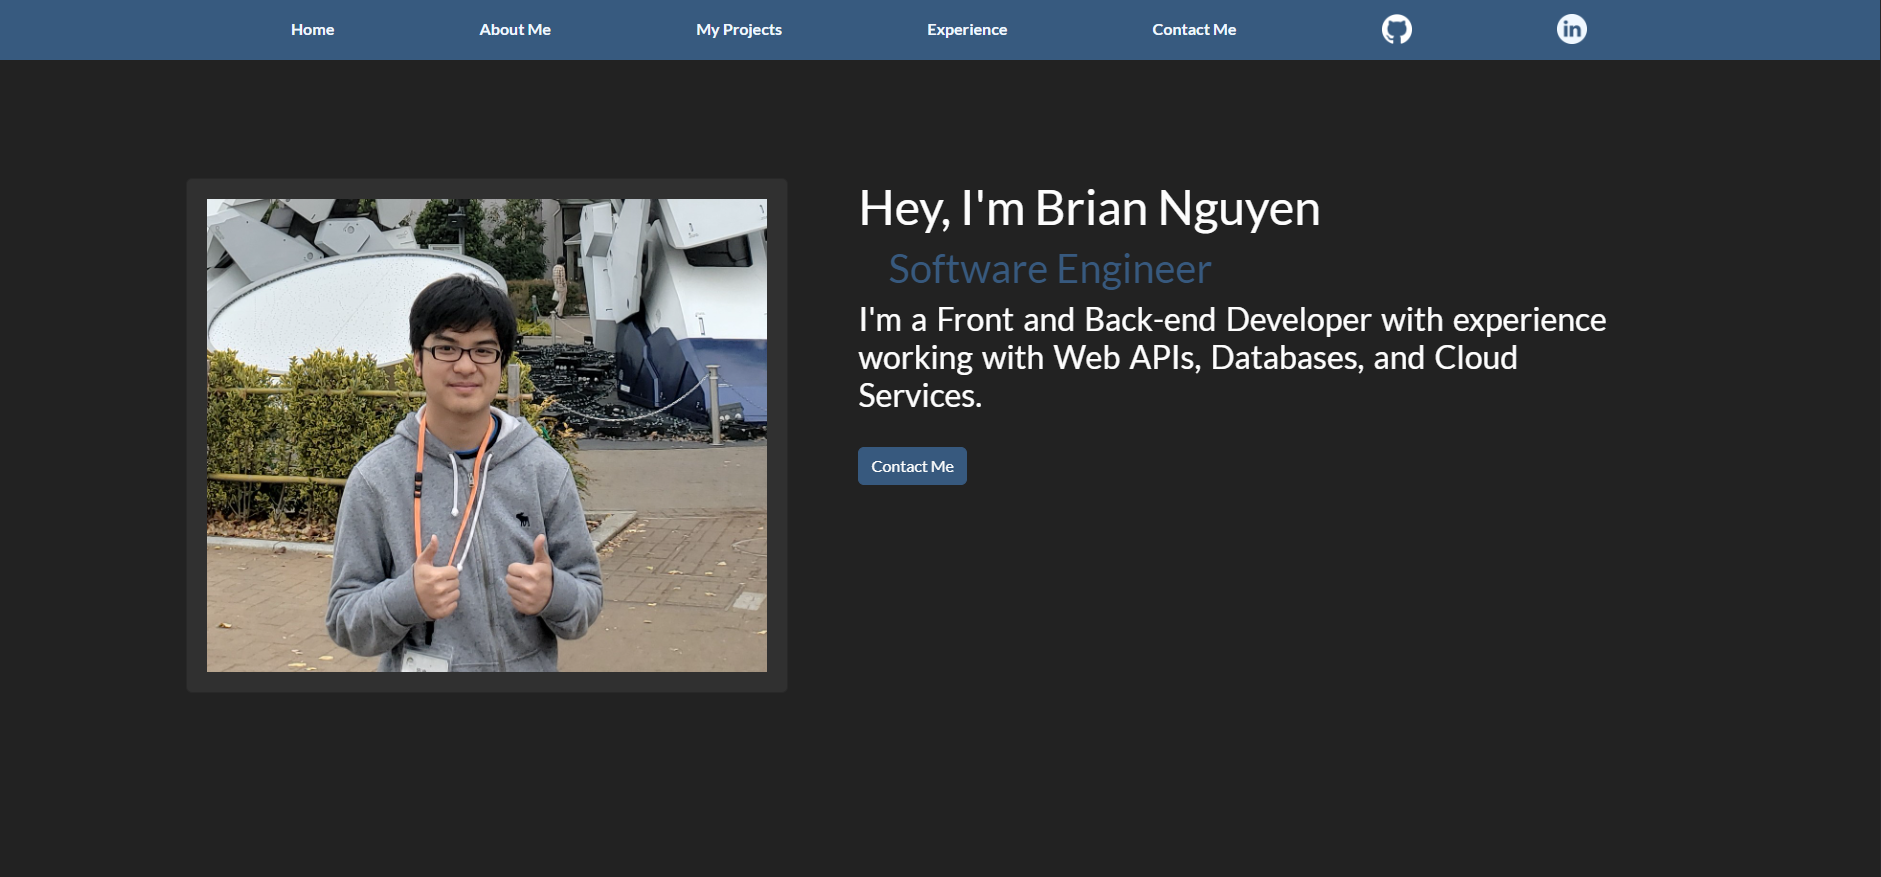 Home About Me My Projects Experience Contact Me in
Hey, I'm Brian Nguyen
Software Engineer
I'm a Front and Back-end Developer with experience
working with Web APIs, Databases, and Cloud
Services.
Contact Me